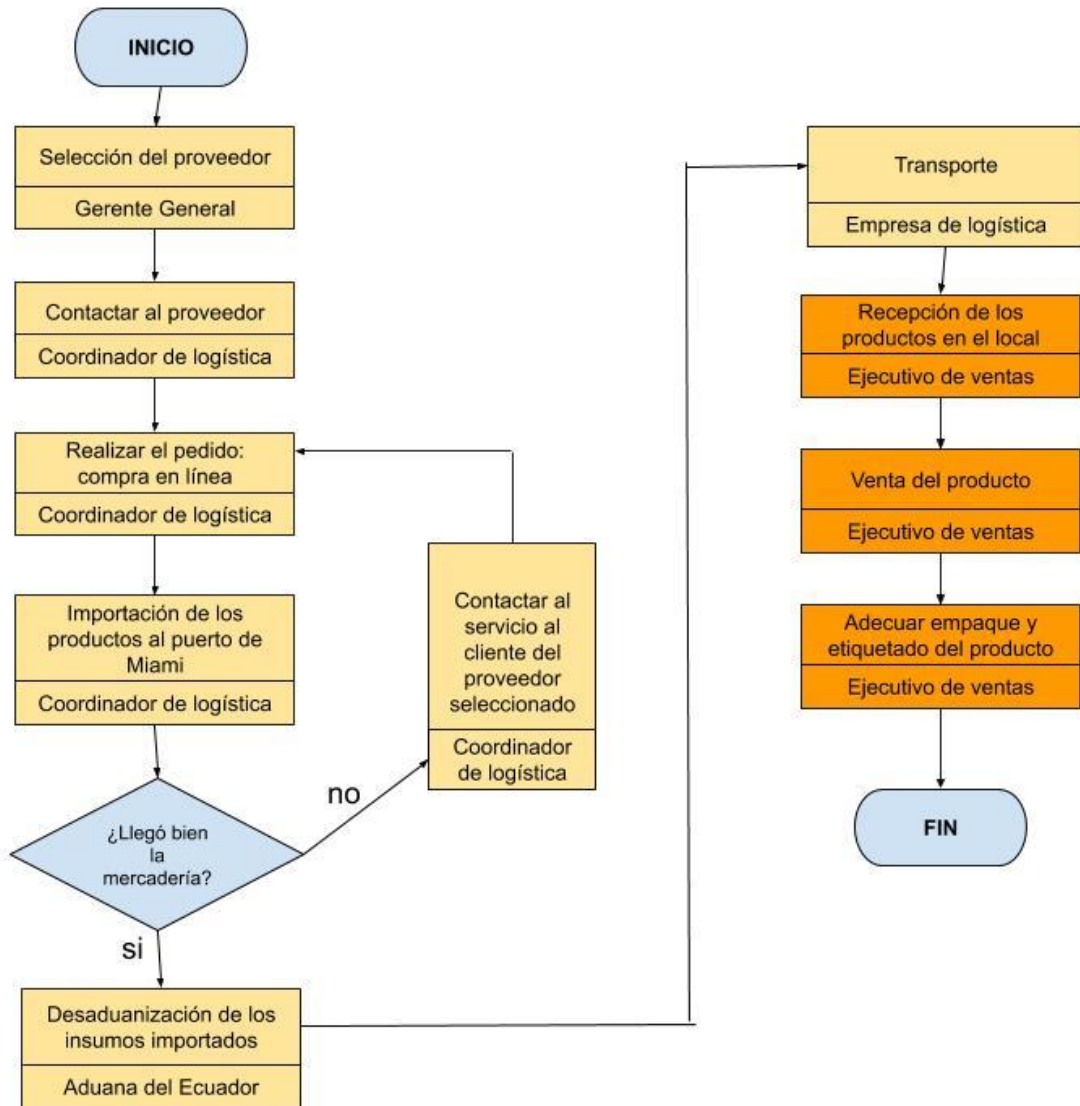 INICIO
Selección del proveedor
Gerente General
Contactar al proveedor
Coordinador de logística
Realizar el pedido:
compra en línea
Coordinador de logística
Importación de los
productos al puerto de
Miami
Coordinador de logística
¿Llegó bien
la
mercadería?
no
Contactar al
servicio al
cliente del
proveedor
seleccionado
Coordinador
de logística
si
Desaduanización de los
insumos importados
Aduana del Ecuador
Transporte
Empresa de logística
Recepción de los
productos en el local
Ejecutivo de ventas
Venta del producto
Ejecutivo de ventas
Adecuar empaque y
etiquetado del producto
Ejecutivo de ventas
FIN